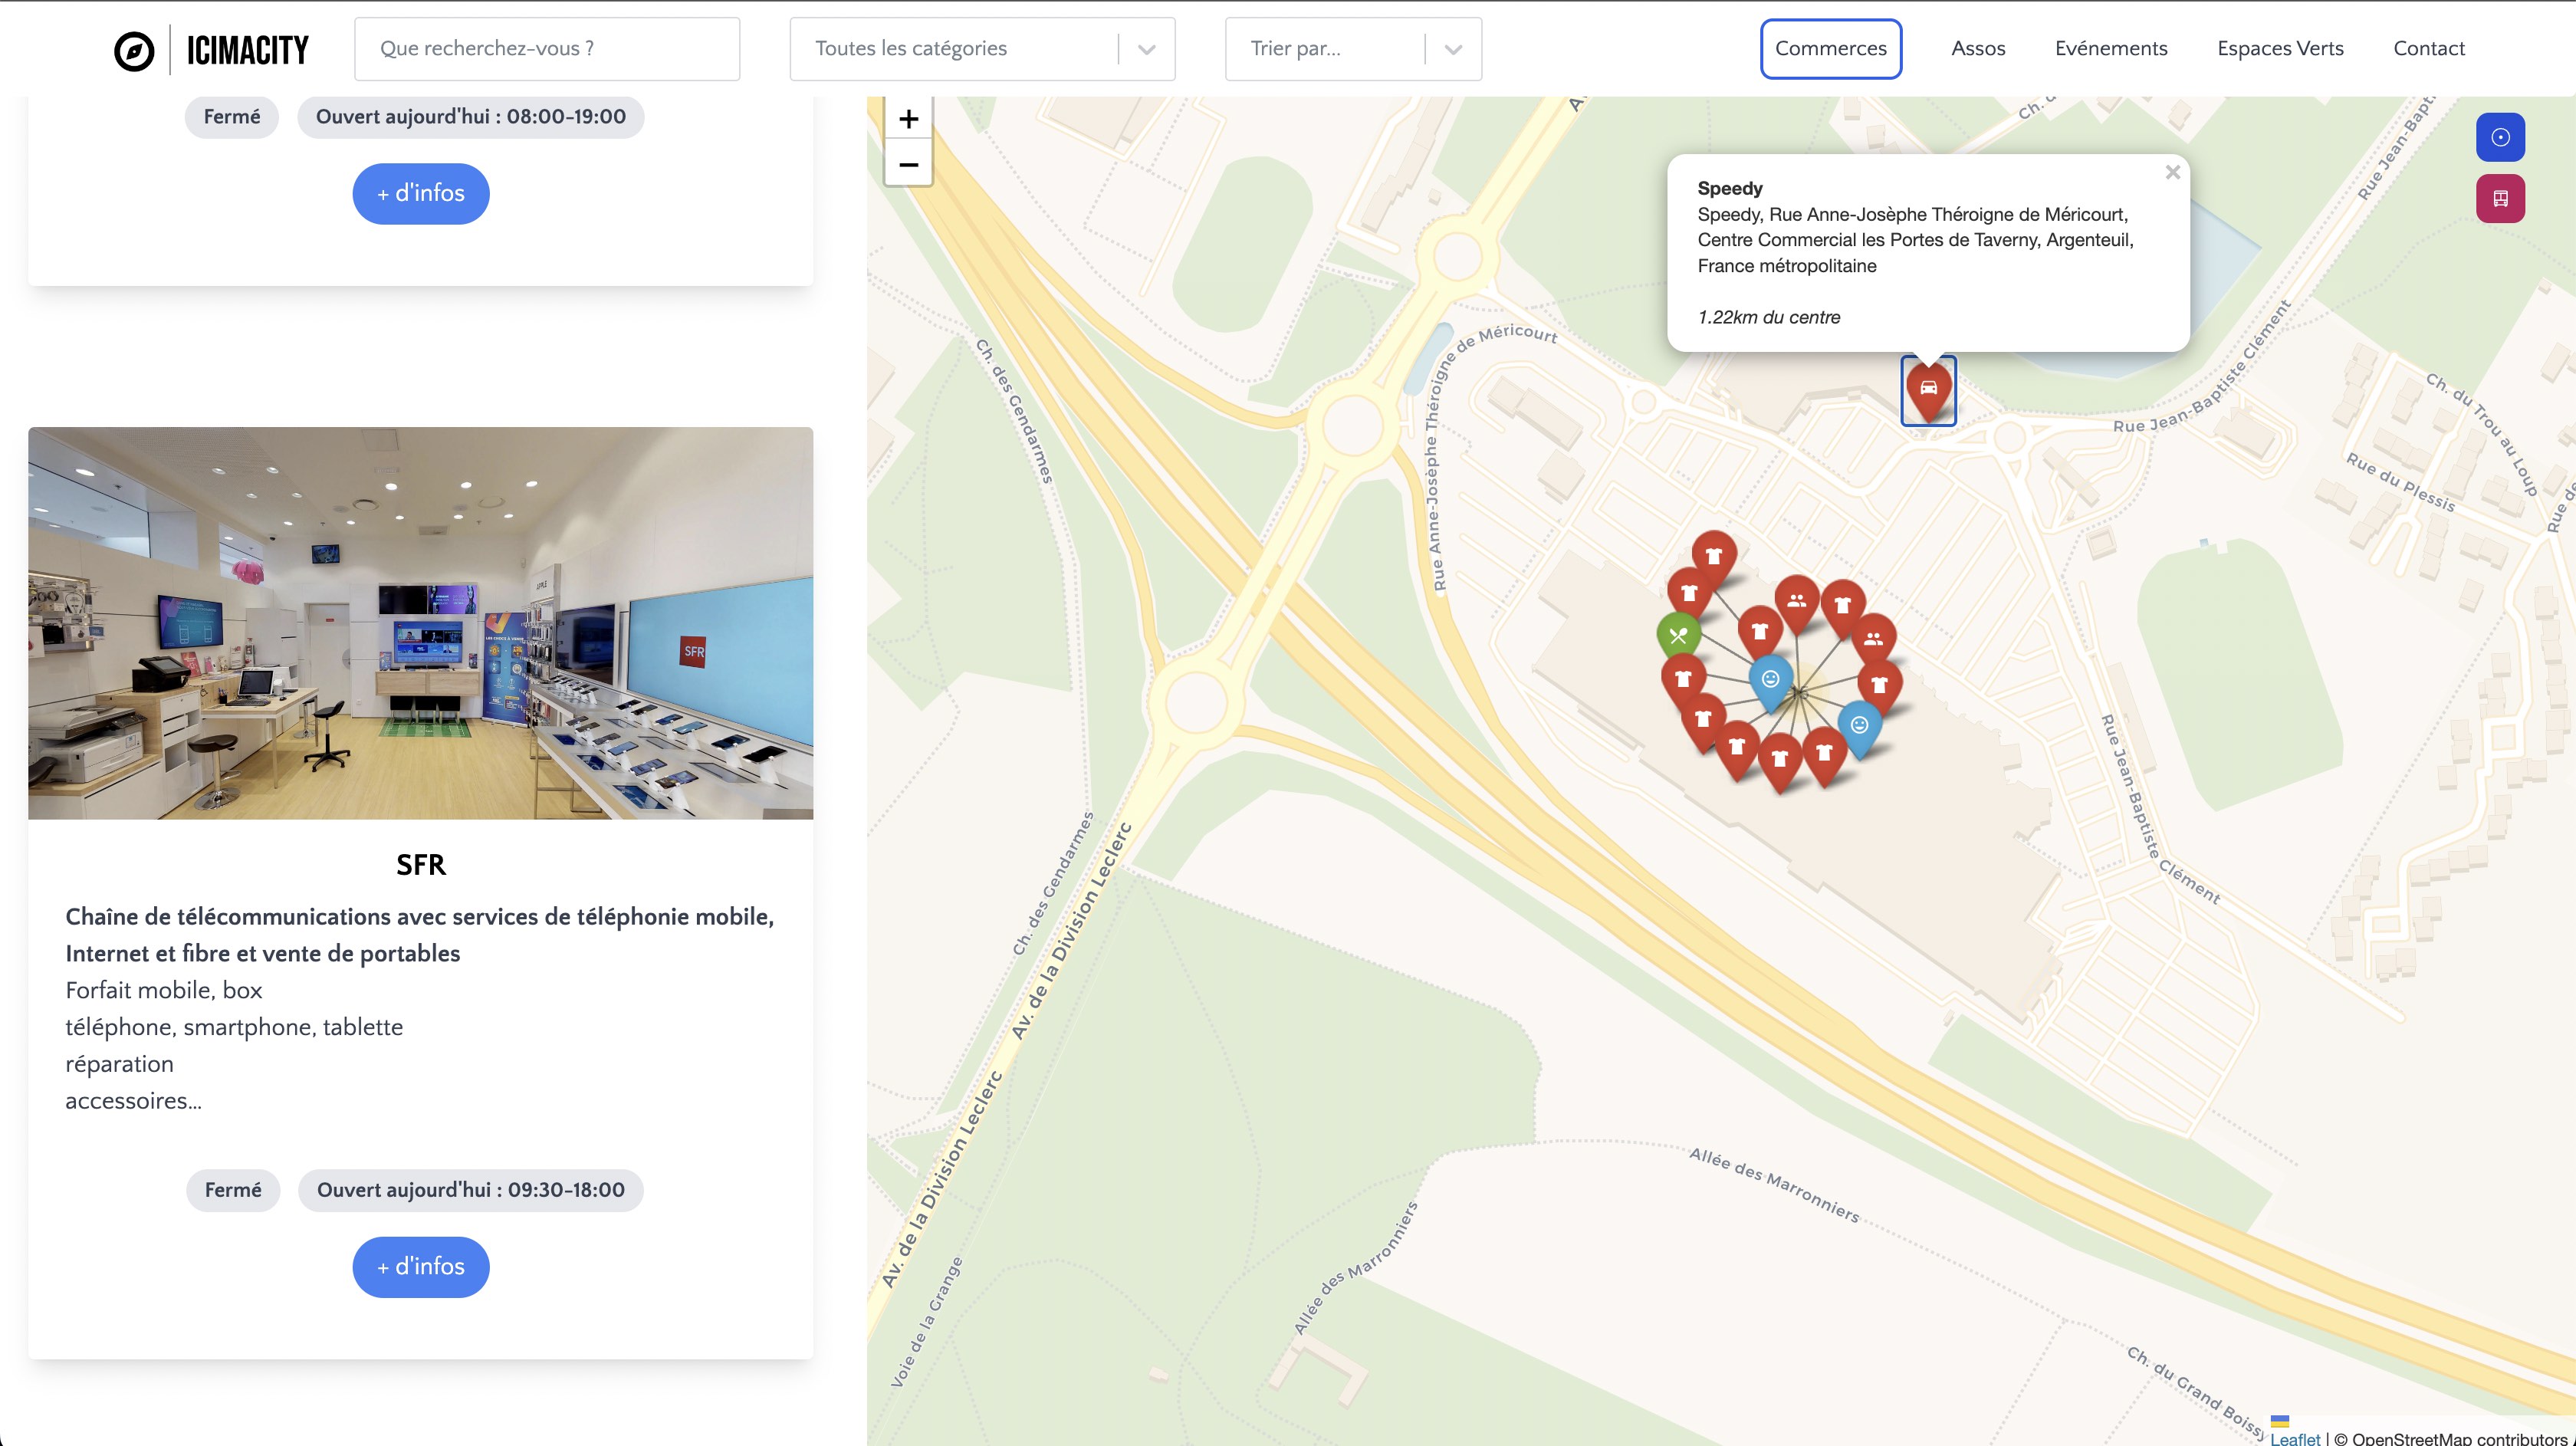 ICIMACITY
Que recherchez-vous ?
Toutes les catégories
Trier par...
Commerces
Assos
Evénements
Espaces Verts
Contact
Fermé
Ouvert aujourd'hui : 08:00-19:00
+ d'infos
SFR
SFR
Chaîne de télécommunications avec services de téléphonie mobile,
Internet et fibre et vente de portables
Forfait mobile, box
téléphone, smartphone, tablette
réparation
accessoires...
Fermé
Ouvert aujourd'hui : 09:30-18:00
+ d'infos
+
−
Speedy
Speedy, Rue Anne-Josèphe Théroigne de Méricourt,
Centre Commercial les Portes de Taverny, Argenteuil,
France métropolitaine
1.22km du centre
×
Rue Jean-Bapt
Ch. des Gendarmes
Rue Anne-Josèphe Théroigne de Méricourt
Rue Jean-Baptiste Clément
Ch. du Trou au Loup
Rue du Plessis
Rue de
Rue Jean-Baptiste Clément
Ch. des Gendarmes
Av. de la Division Leclerc
Av. de la Division Leclerc
Voie de la Grange
Allée des Marronniers
Allée des Marronniers
Ch. du Grand Boissy
Leaflet | © OpenStreetMap contributors